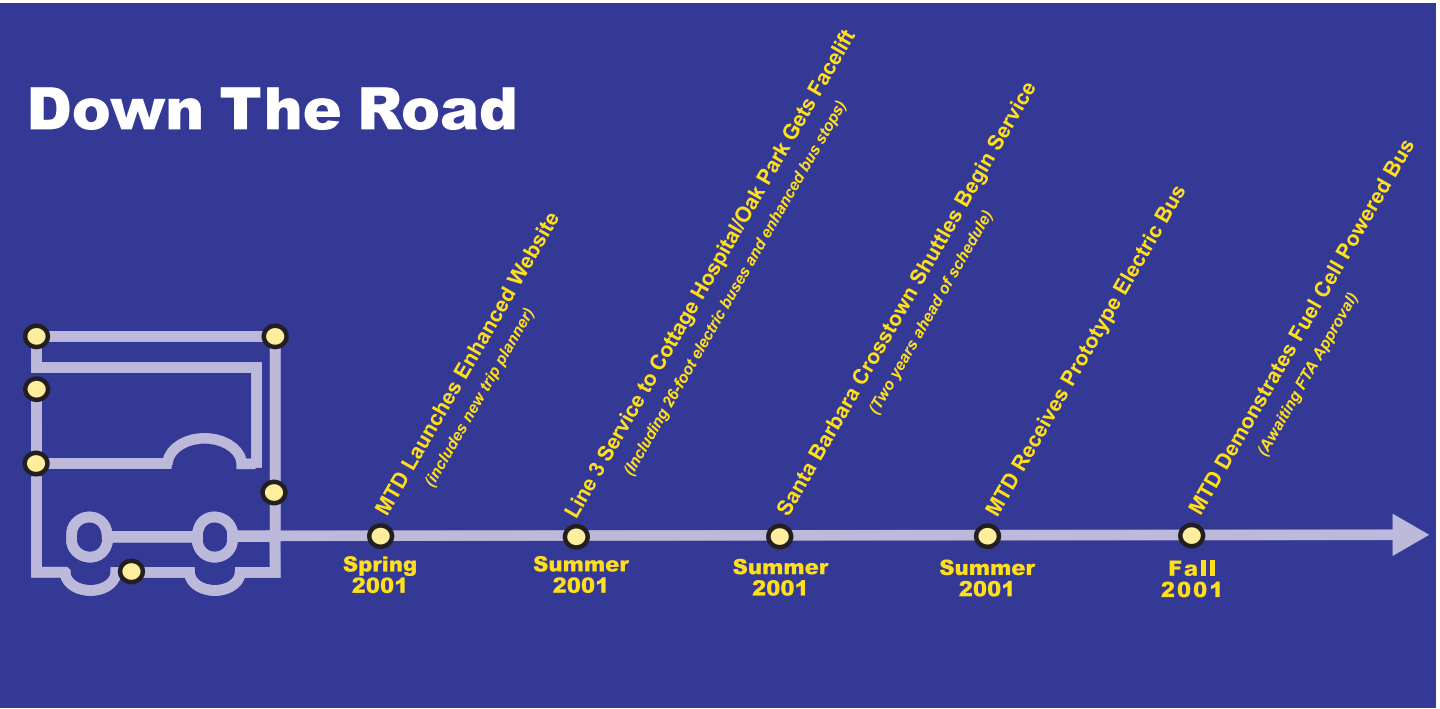 Down The Road
MTD Launches Enhanced Website
(includes new trip planner)
Spring
2001
Line 3 Service to Cottage Hospital/Oak Park Gets Facelift
(Including 26-foot electric buses and enhanced bus stops)
Summer
2001
Santa Barbara Crosstown Shuttles Begin Service
(Two years ahead of schedule)
Summer
2001
MTD Receives Prototype Electric Bus
Summer
2001
MTD Demonstrates Fuel Cell Powered Bus
(Awaiting FTA Approval)
Fall
2001